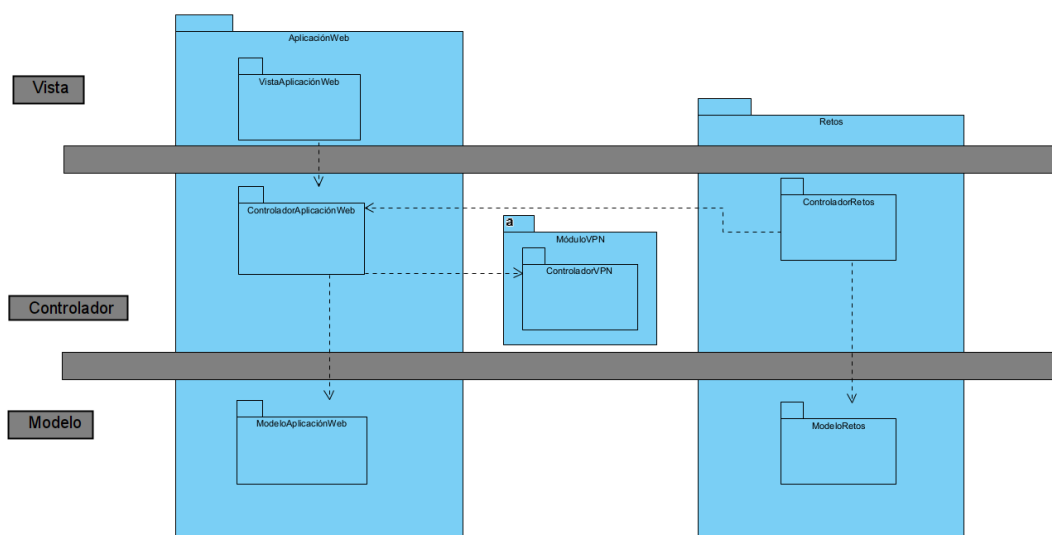 AplicaciónWeb
Vista
VistaAplicaciónWeb
Retos
ControladorAplicaciónWeb
ControladorRetos
a
MóduloVPN
ControladorVPN
Controlador
Modelo
ModeloAplicaciónWeb
ModeloRetos